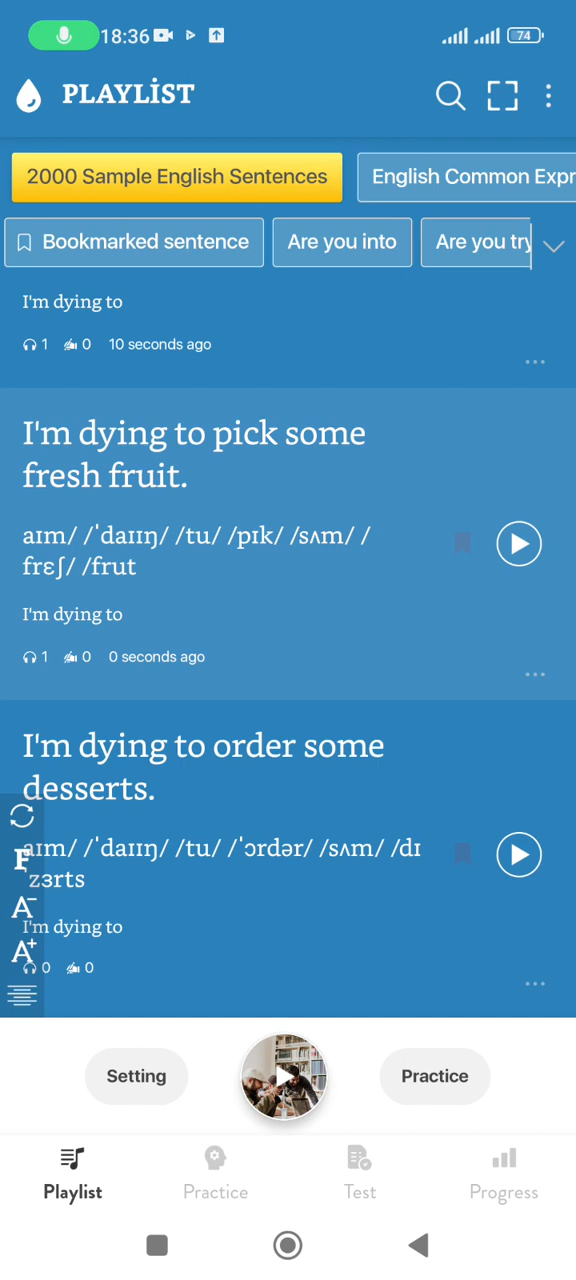 18:36
74
PLAYLİST
2000 Sample English Sentences
English Common Expr
Bookmarked sentence
Are you into
Are you try
I'm dying to
1
0
10 seconds ago
I'm dying to pick some
fresh fruit.
aɪm/ /ˈdaɪɪŋ/ /tu/ /pɪk/ /sʌm/ /
frɛʃ/ /frut
I'm dying to
1
0
0 seconds ago
I'm dying to order some
desserts.
aɪm/ /ˈdaɪɪŋ/ /tu/ /ˈɔrdər/ /sʌm/ /dɪ
ˈzɜrts
I'm dying to
0
0
F
A-
A+
Setting
Practice
Playlist
Practice
Test
Progress